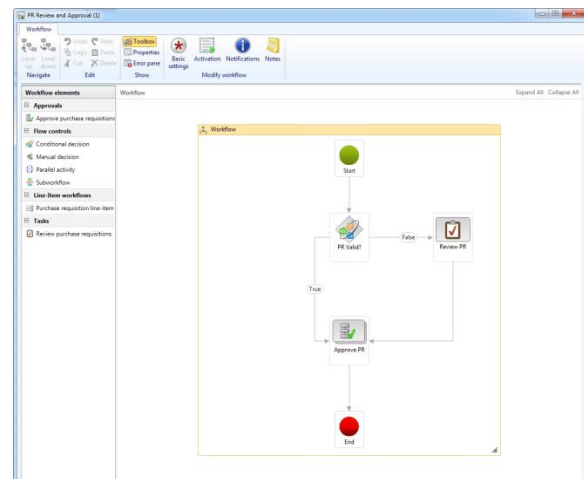 PR Review and Approval (1)
Workflow
Undo Redo
Toolbox
Copy Paste
Properties
Cut Delete
Error pane
Level up
Level down
Basic settings
Activation
Notifications
Notes
Navigate
Edit
Show
Modify workflow
Workflow elements
Workflow
Expand All Collapse All
Approvals
Approve purchase requisitions
Flow controls
Conditional decision
Manual decision
Parallel activity
Subworkflow
Line-Item workflows
Purchase requisition line-item
Tasks
Review purchase requisitions
Workflow
Start
PR Valid?
False
Review PR
True
Approve PR
End